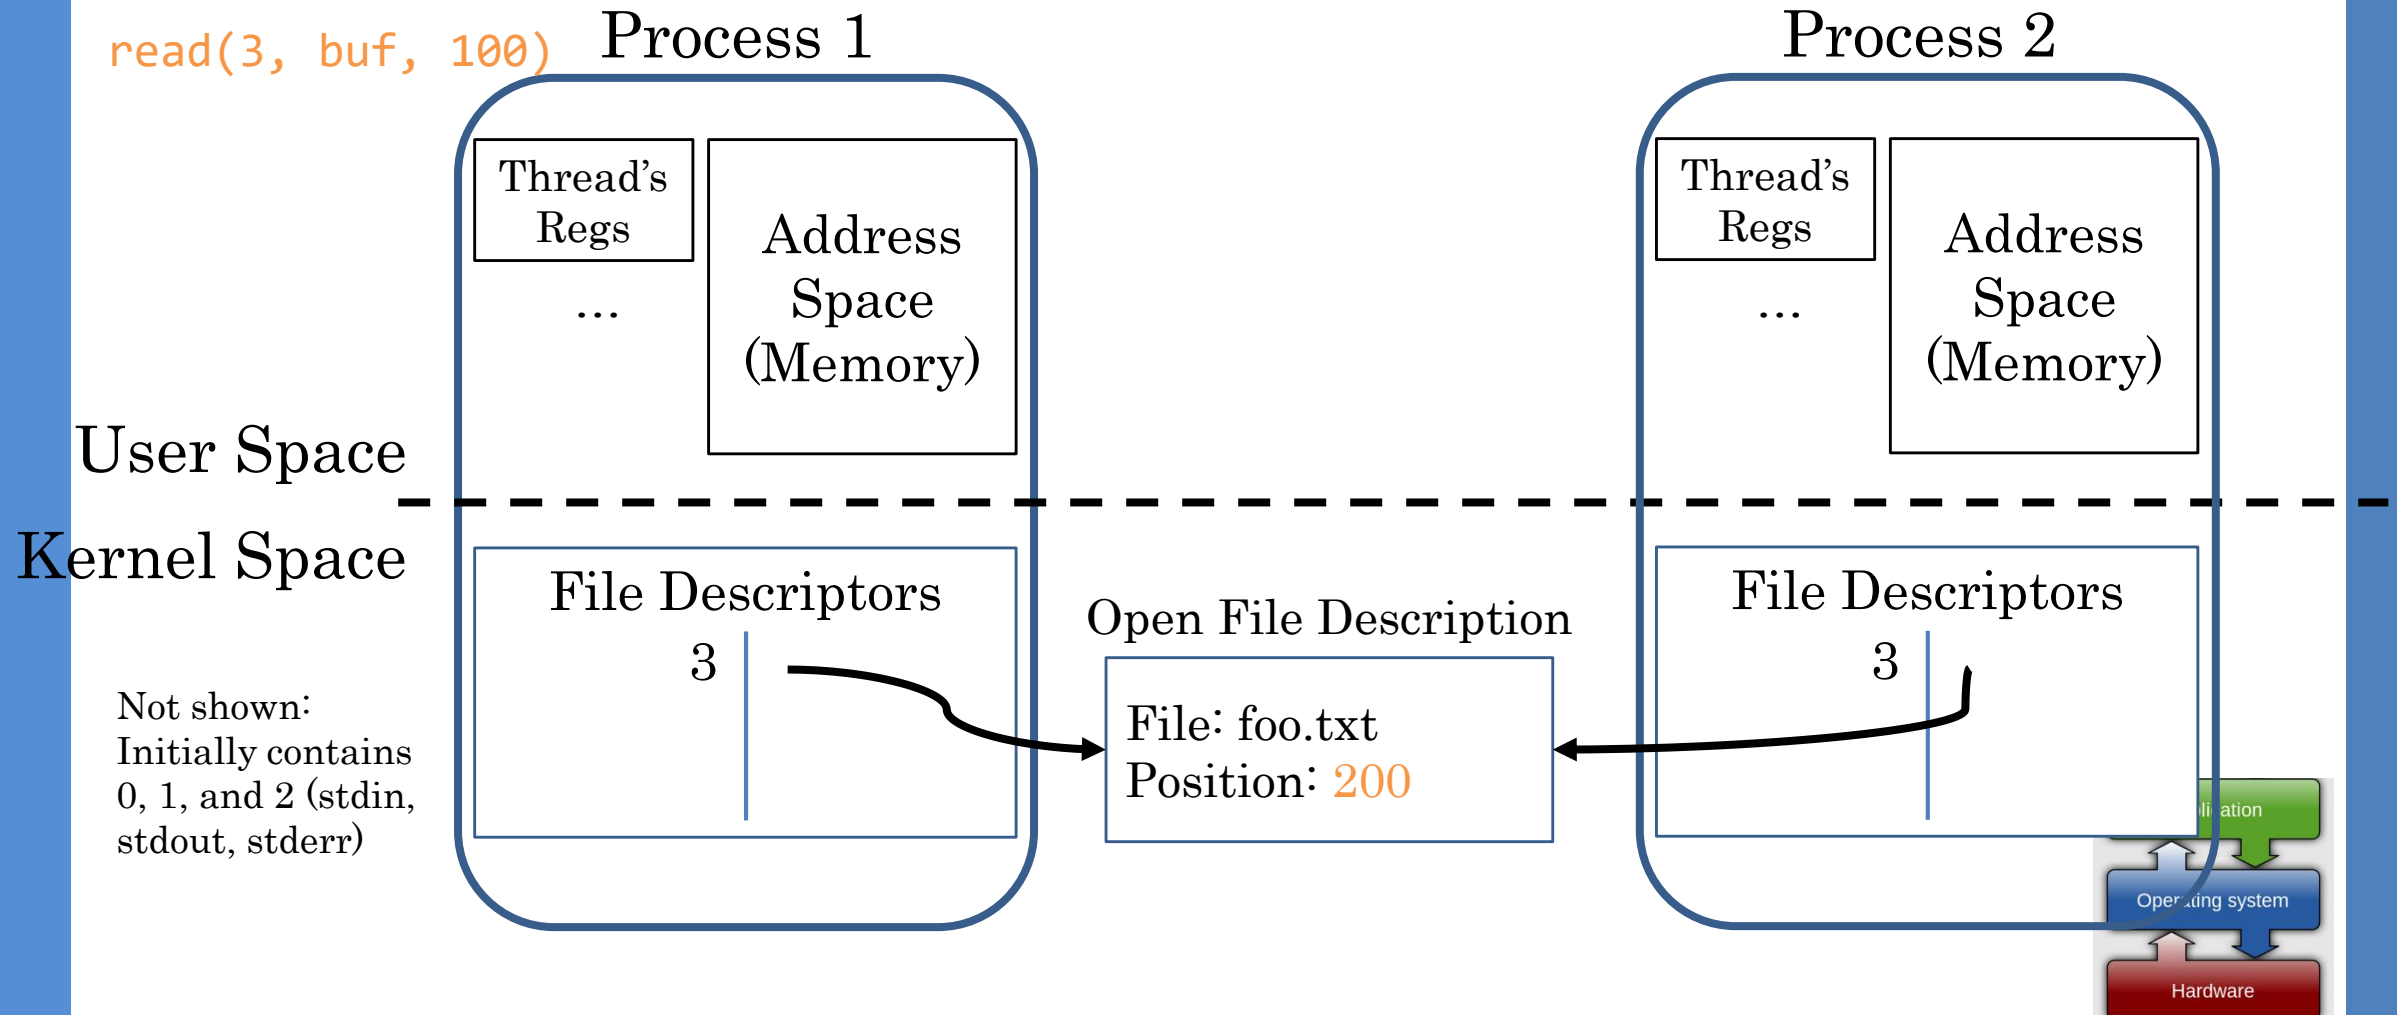 read(3, buf, 100)
Process 1
Process 2
Thread’s
Regs
...
Address
Space
(Memory)
Thread’s
Regs
...
Address
Space
(Memory)
User Space
Kernel Space
File Descriptors
3
Open File Description
File: foo.txt
Position: 200
File Descriptors
3
Not shown:
Initially contains
0, 1, and 2 (stdin,
stdout, stderr)
Operating system
Hardware